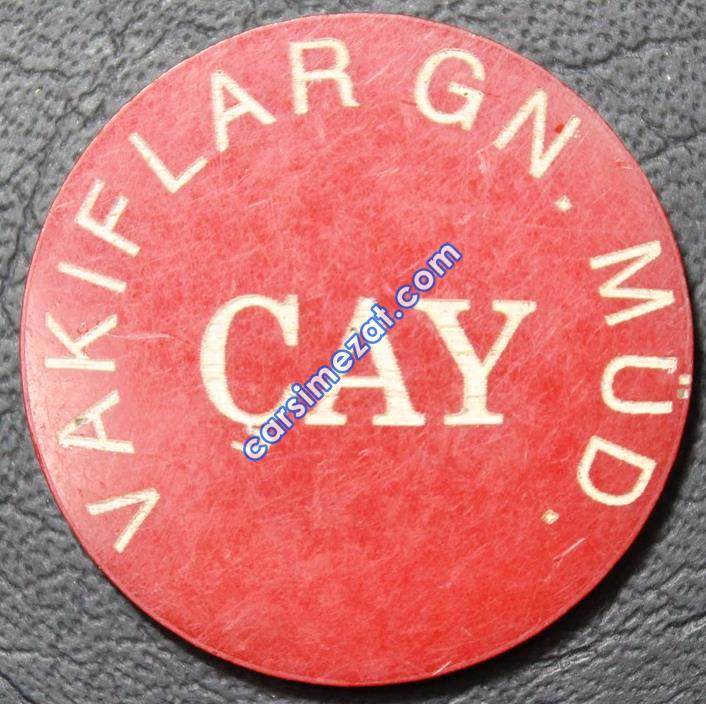 VAKIFLAR GN. MÜD.
ÇAY
carsimezat.com